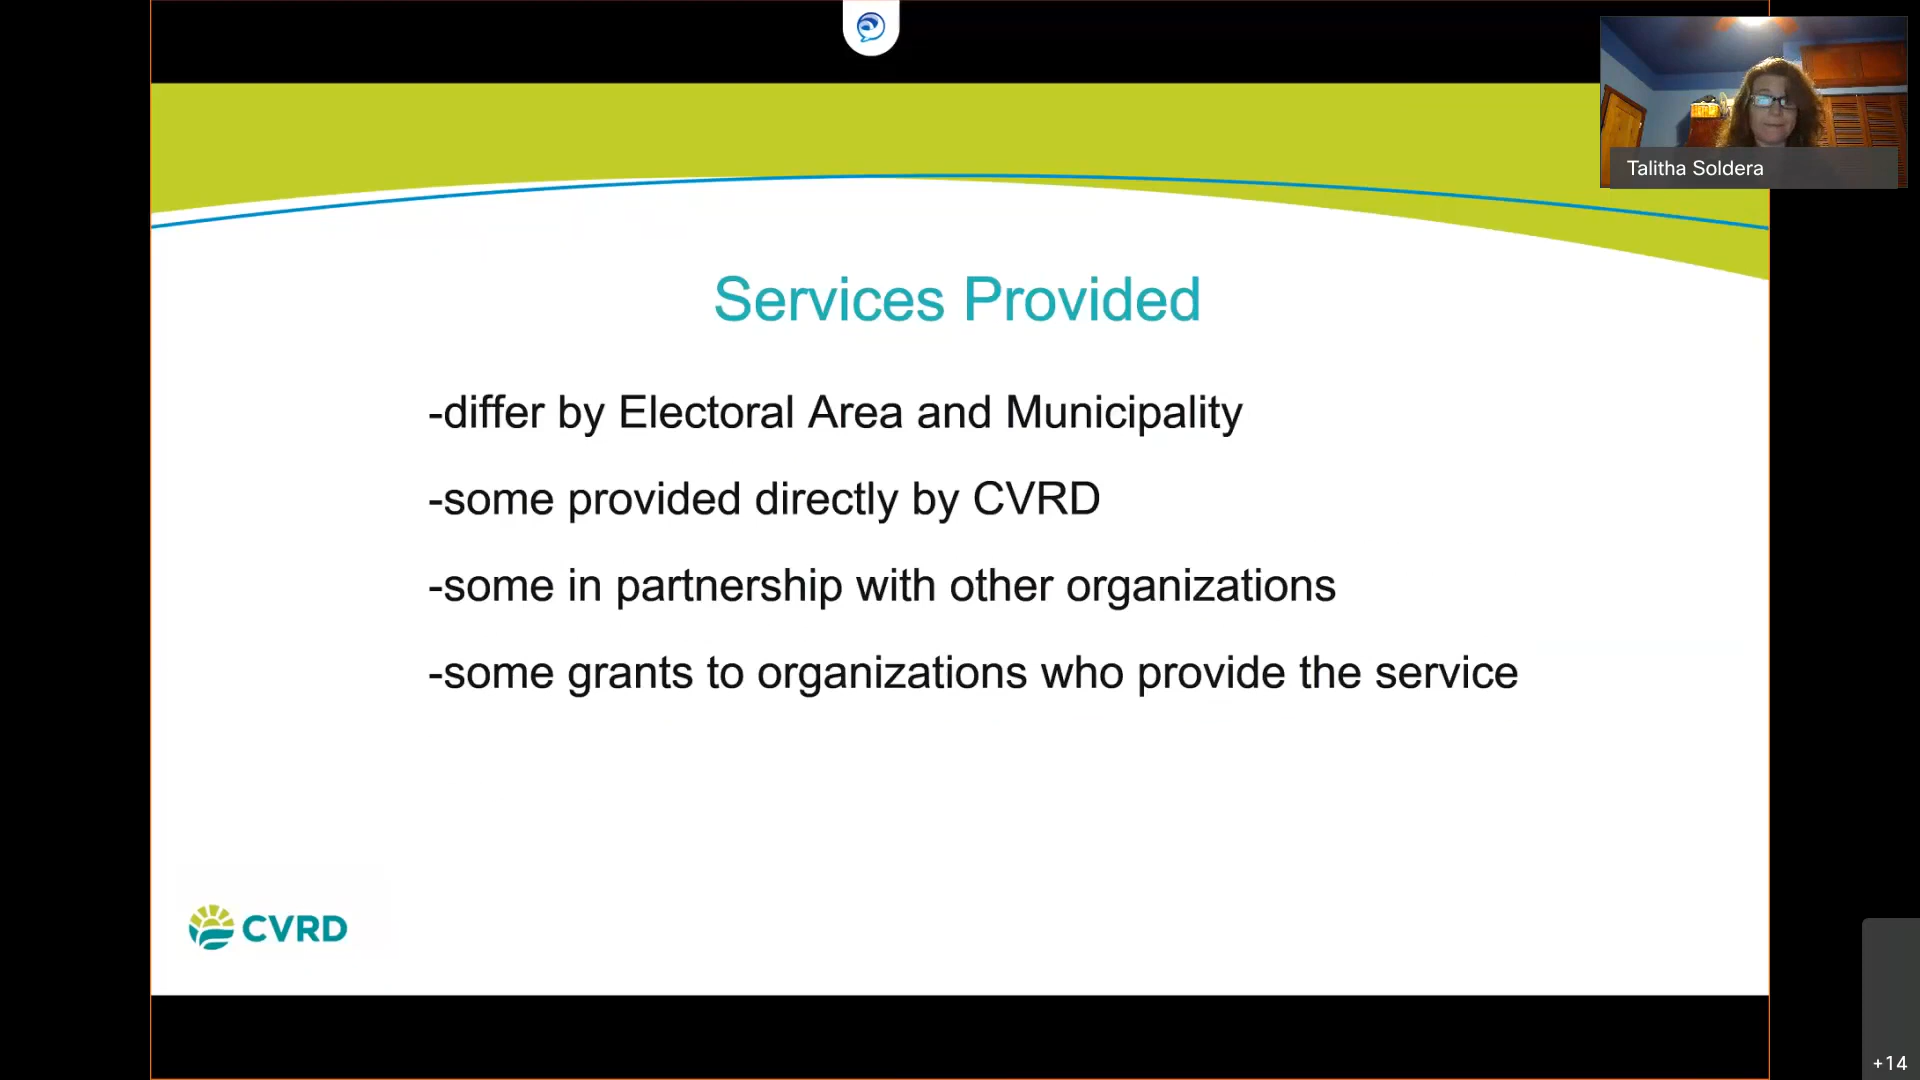 Talitha Soldera
Services Provided
-differ by Electoral Area and Municipality
-some provided directly by CVRD
-some in partnership with other organizations
-some grants to organizations who provide the service
CVRD
+14